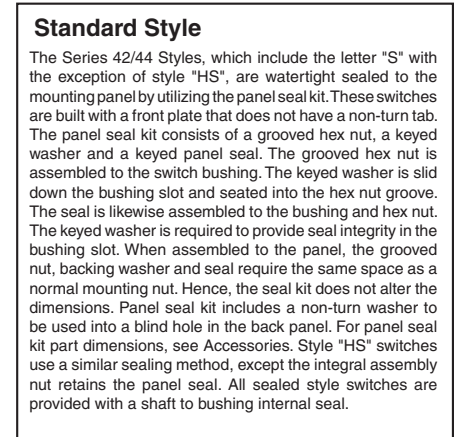 Standard Style
The Series 42/44 Styles, which include the letter "S" with
the exception of style "HS", are watertight sealed to the
mounting panel by utilizing the panel seal kit. These switches
are built with a front plate that does not have a non-turn tab.
The panel seal kit consists of a grooved hex nut, a keyed
washer and a keyed panel seal. The grooved hex nut is
assembled to the switch bushing. The keyed washer is slid
down the bushing slot and seated into the hex nut groove.
The seal is likewise assembled to the bushing and hex nut.
The keyed washer is required to provide seal integrity in the
bushing slot. When assembled to the panel, the grooved
nut, backing washer and seal require the same space as a
normal mounting nut. Hence, the seal kit does not alter the
dimensions. Panel seal kit includes a non-turn washer to
be used into a blind hole in the back panel. For panel seal
kit part dimensions, see Accessories. Style "HS" switches
use a similar sealing method, except the integral assembly
nut retains the panel seal. All sealed style switches are
provided with a shaft to bushing internal seal.